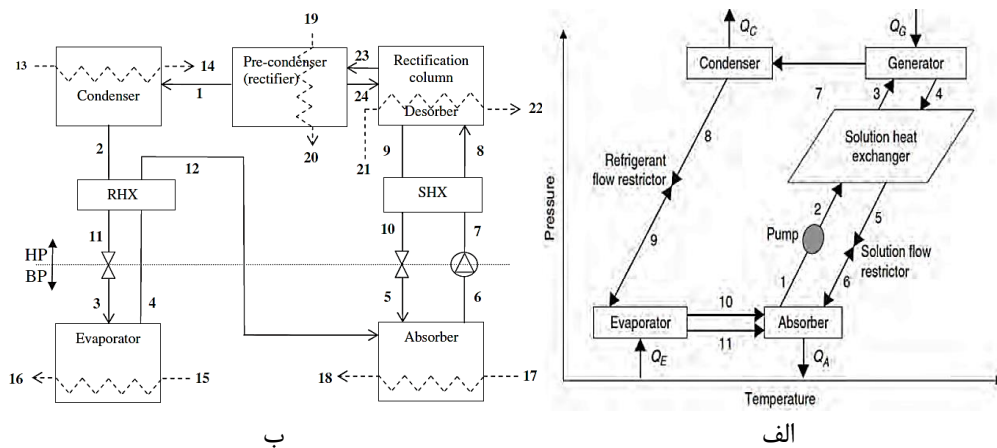 19
13
14
Condenser
1
Pre-condenser
(rectifier)
23
24
Rectification
column
Desorber
22
20
21
2
12
9
8
RHX
SHX
11
10
7
HP
BP
3
4
5
6
Evaporator
Absorber
16
15
18
17
ب
Q_C
Q_G
Condenser
Generator
7
3
4
8
Solution heat
exchanger
Refrigerant
flow restrictor
Pressure
2
5
Pump
9
Solution flow
restrictor
1
6
10
Evaporator
Absorber
11
Q_E
Q_A
Temperature
الف